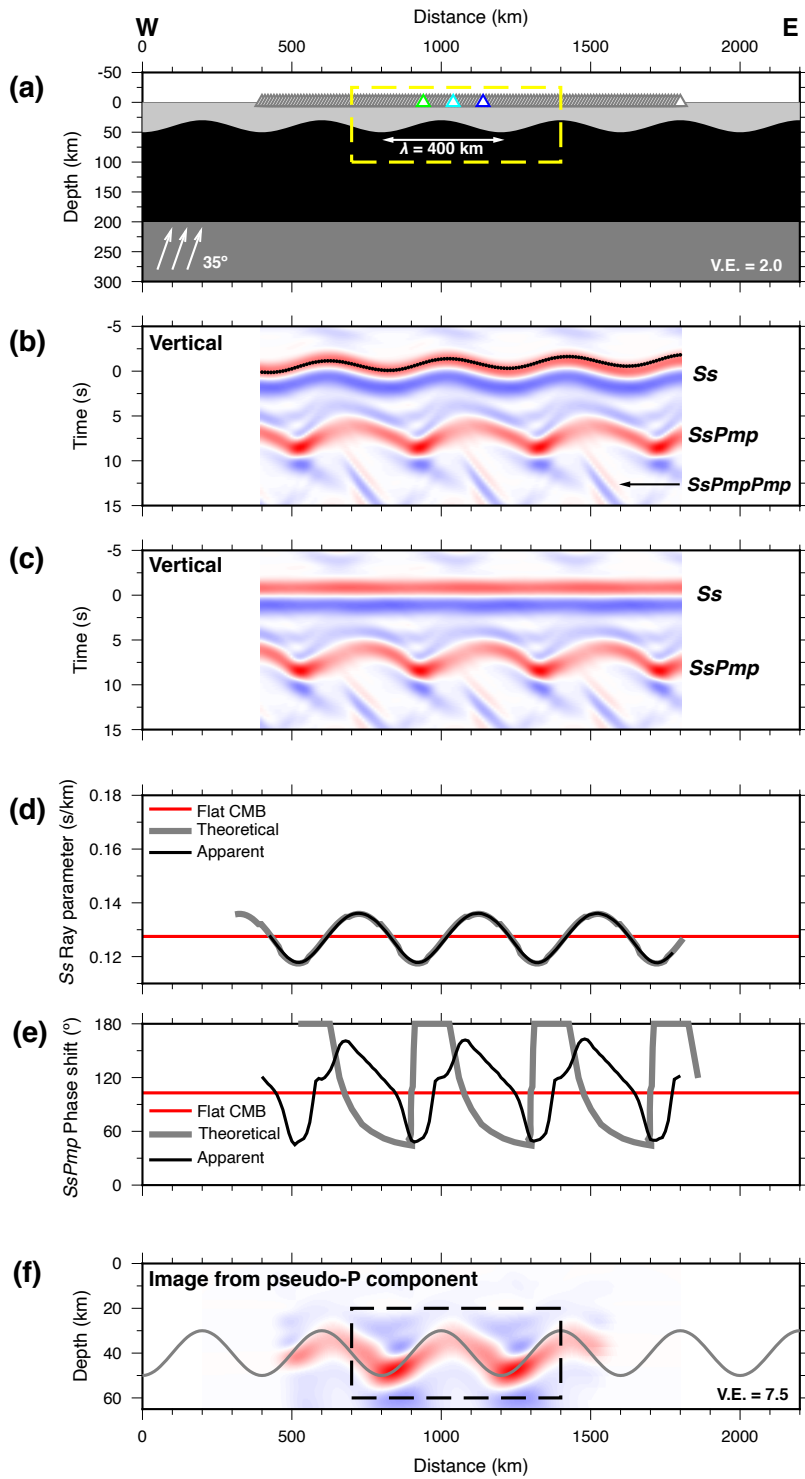 W
Distance (km)
E
0 500 1000 1500 2000
(a)
Depth (km)
-50
0
50
100
150
200
250
300
λ = 400 km
35°
V.E. = 2.0
(b)
Time (s)
-5
0
5
10
15
Vertical
Ss
SsPmp
SsPmpPmp
(c)
Time (s)
-5
0
5
10
15
Vertical
Ss
SsPmp
(d)
Ss Ray parameter (s/km)
0.18
0.16
0.14
0.12
Flat CMB
Theoretical
Apparent
(e)
SsPmp Phase shift (º)
180
120
60
0
Flat CMB
Theoretical
Apparent
(f)
Depth (km)
0
20
40
60
Image from pseudo-P component
V.E. = 7.5
0 500 1000 1500 2000
Distance (km)